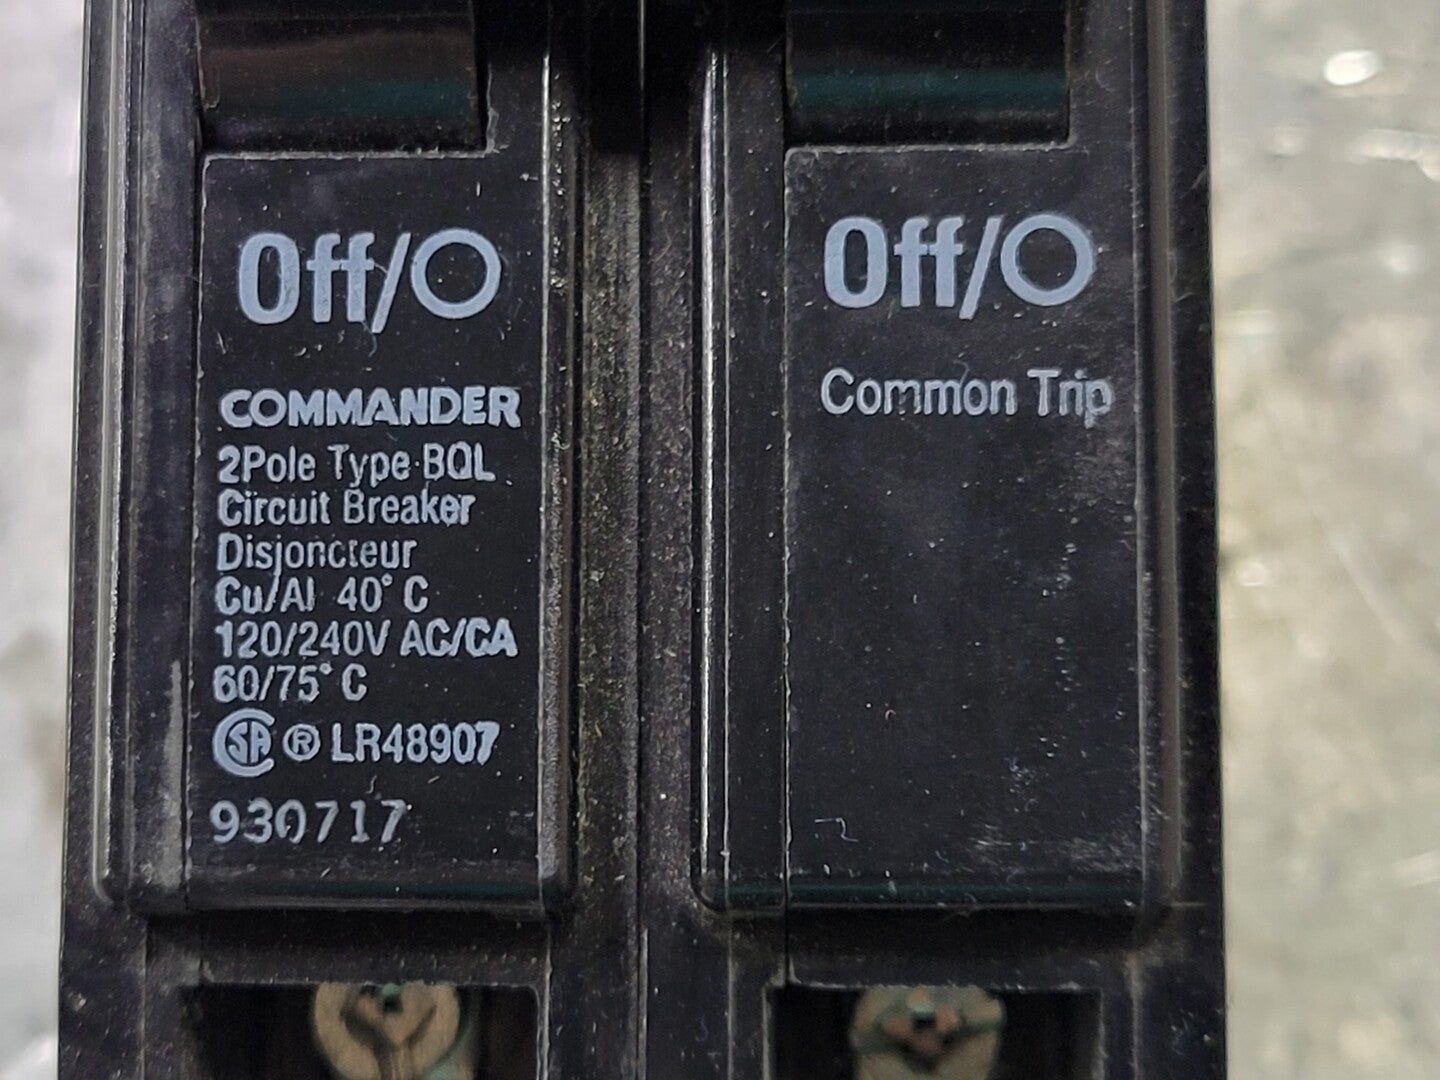 Off/O
COMMANDER
2Pole Type BQL
Circuit Breaker
Disjoncteur
Cu/Al 40° C
120/240V AC/CA
60/75° C
SA ® LR48907
930717
Off/O
Common Trip